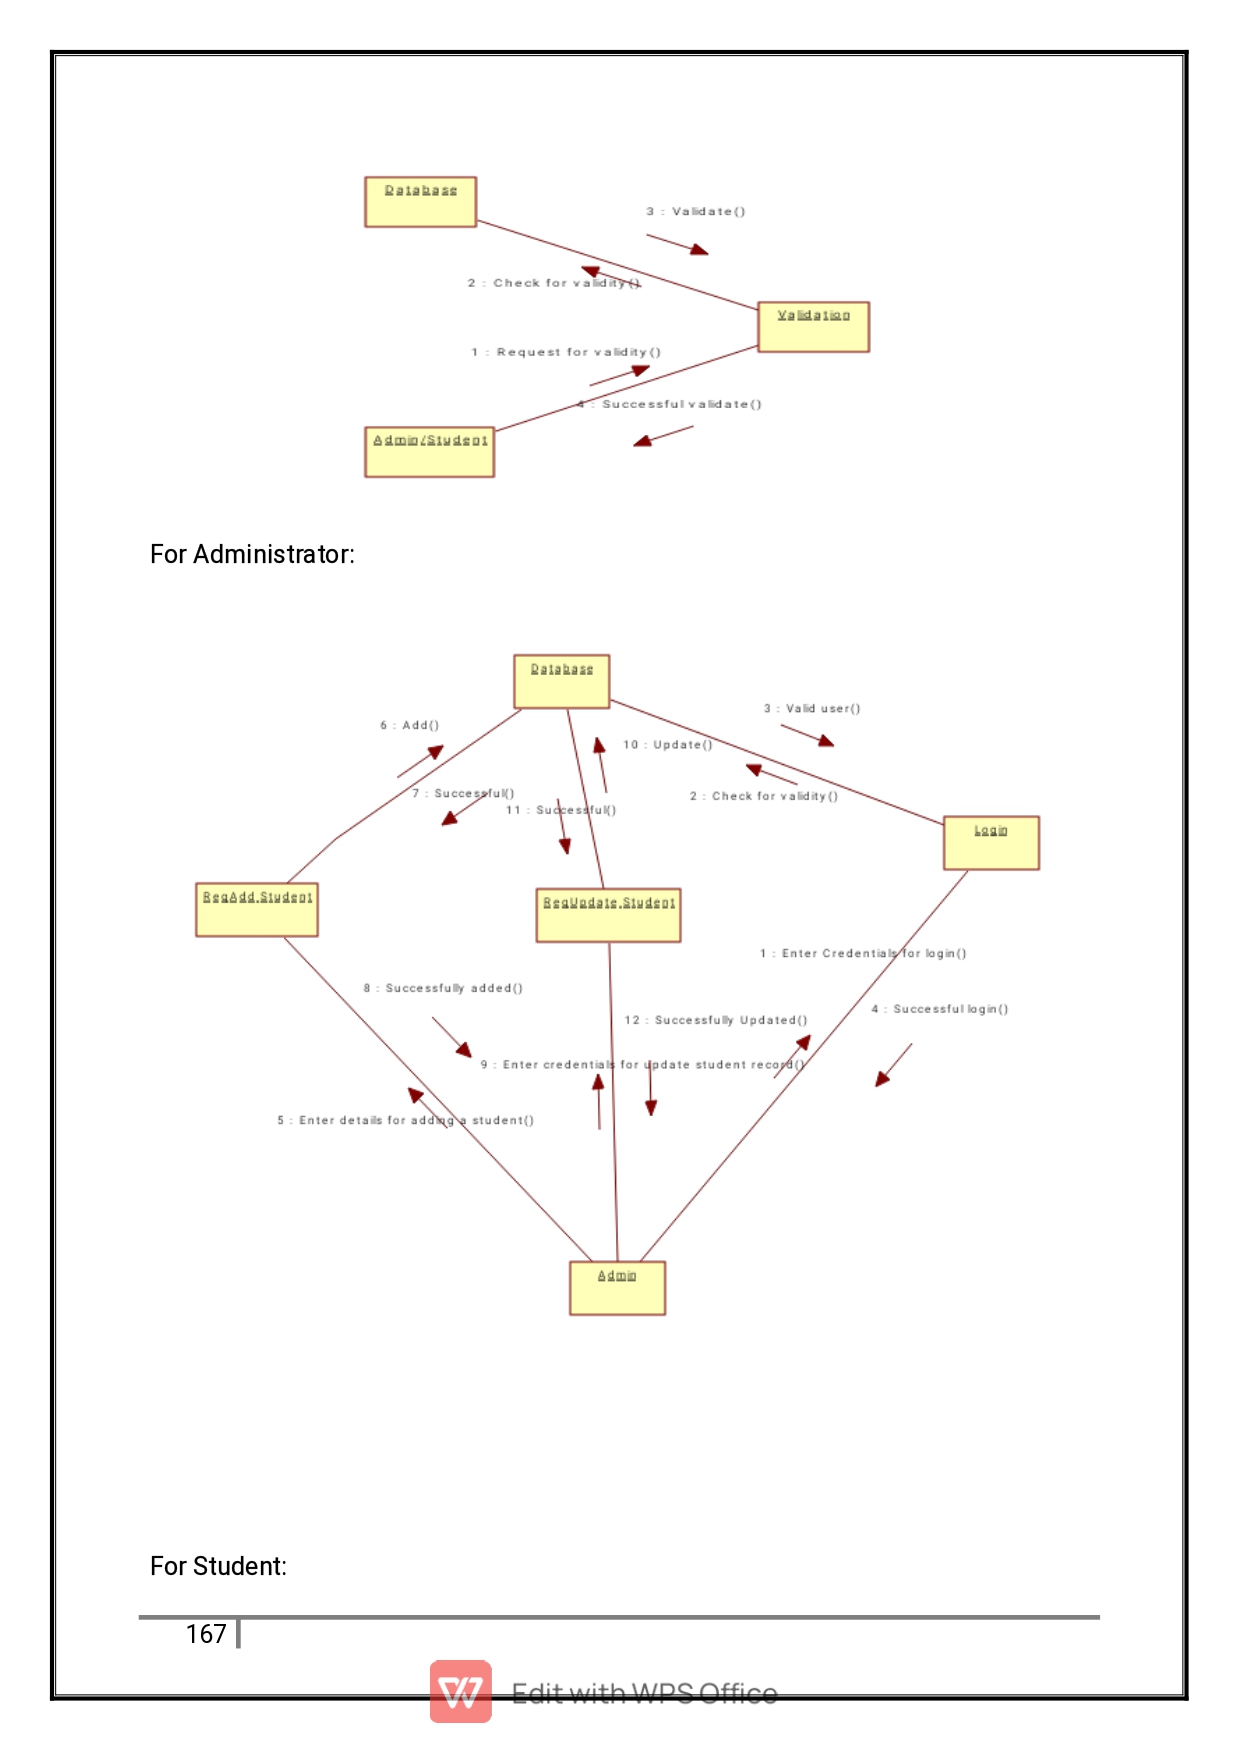 Database
3 : Validate()
2 : Check for validity()
Validation
1 : Request for validity()
4 : Successful validate()
Admin/Student
For Administrator:
Database
3 : Valid user()
6 : Add()
10 : Update()
7 : Successful()
2 : Check for validity()
11 : Successful()
Login
ReqAdd.Student
ReqUpdate.Student
1 : Enter Credentials for login()
8 : Successfully added()
4 : Successful login()
12 : Successfully Updated()
9 : Enter credentials for update student record()
5 : Enter details for adding a student()
Admin
For Student:
167
Edit with WPS Office